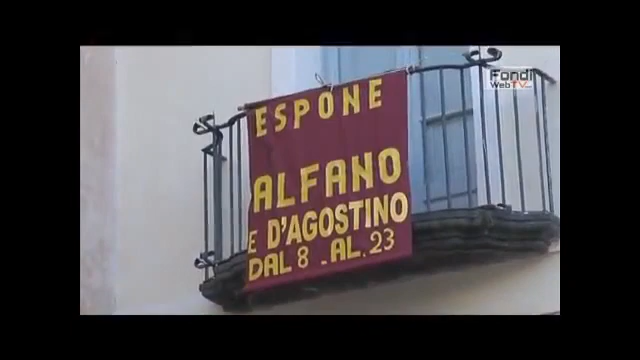 Fondi
WebTV
ESPONE
ALFANO
E D'AGOSTINO
DAL 8 - AL. 23